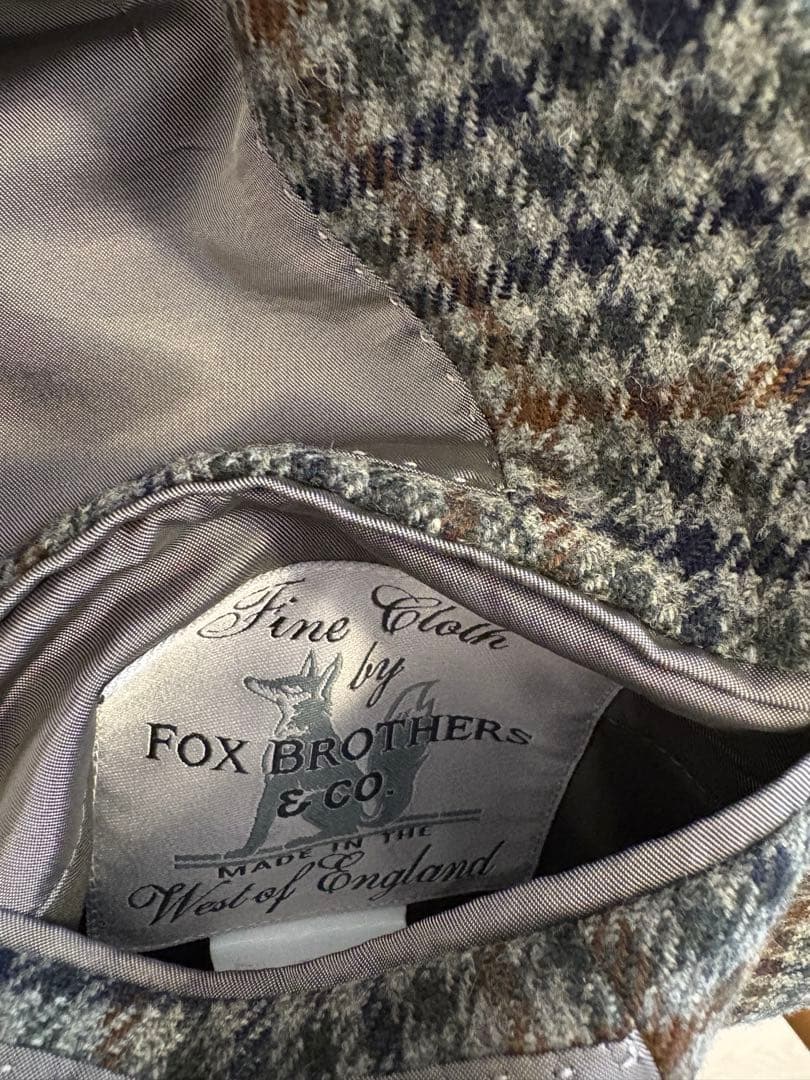 Fine Cloth
by
FOX BROTHERS
& CO.
MADE IN THE
West of England